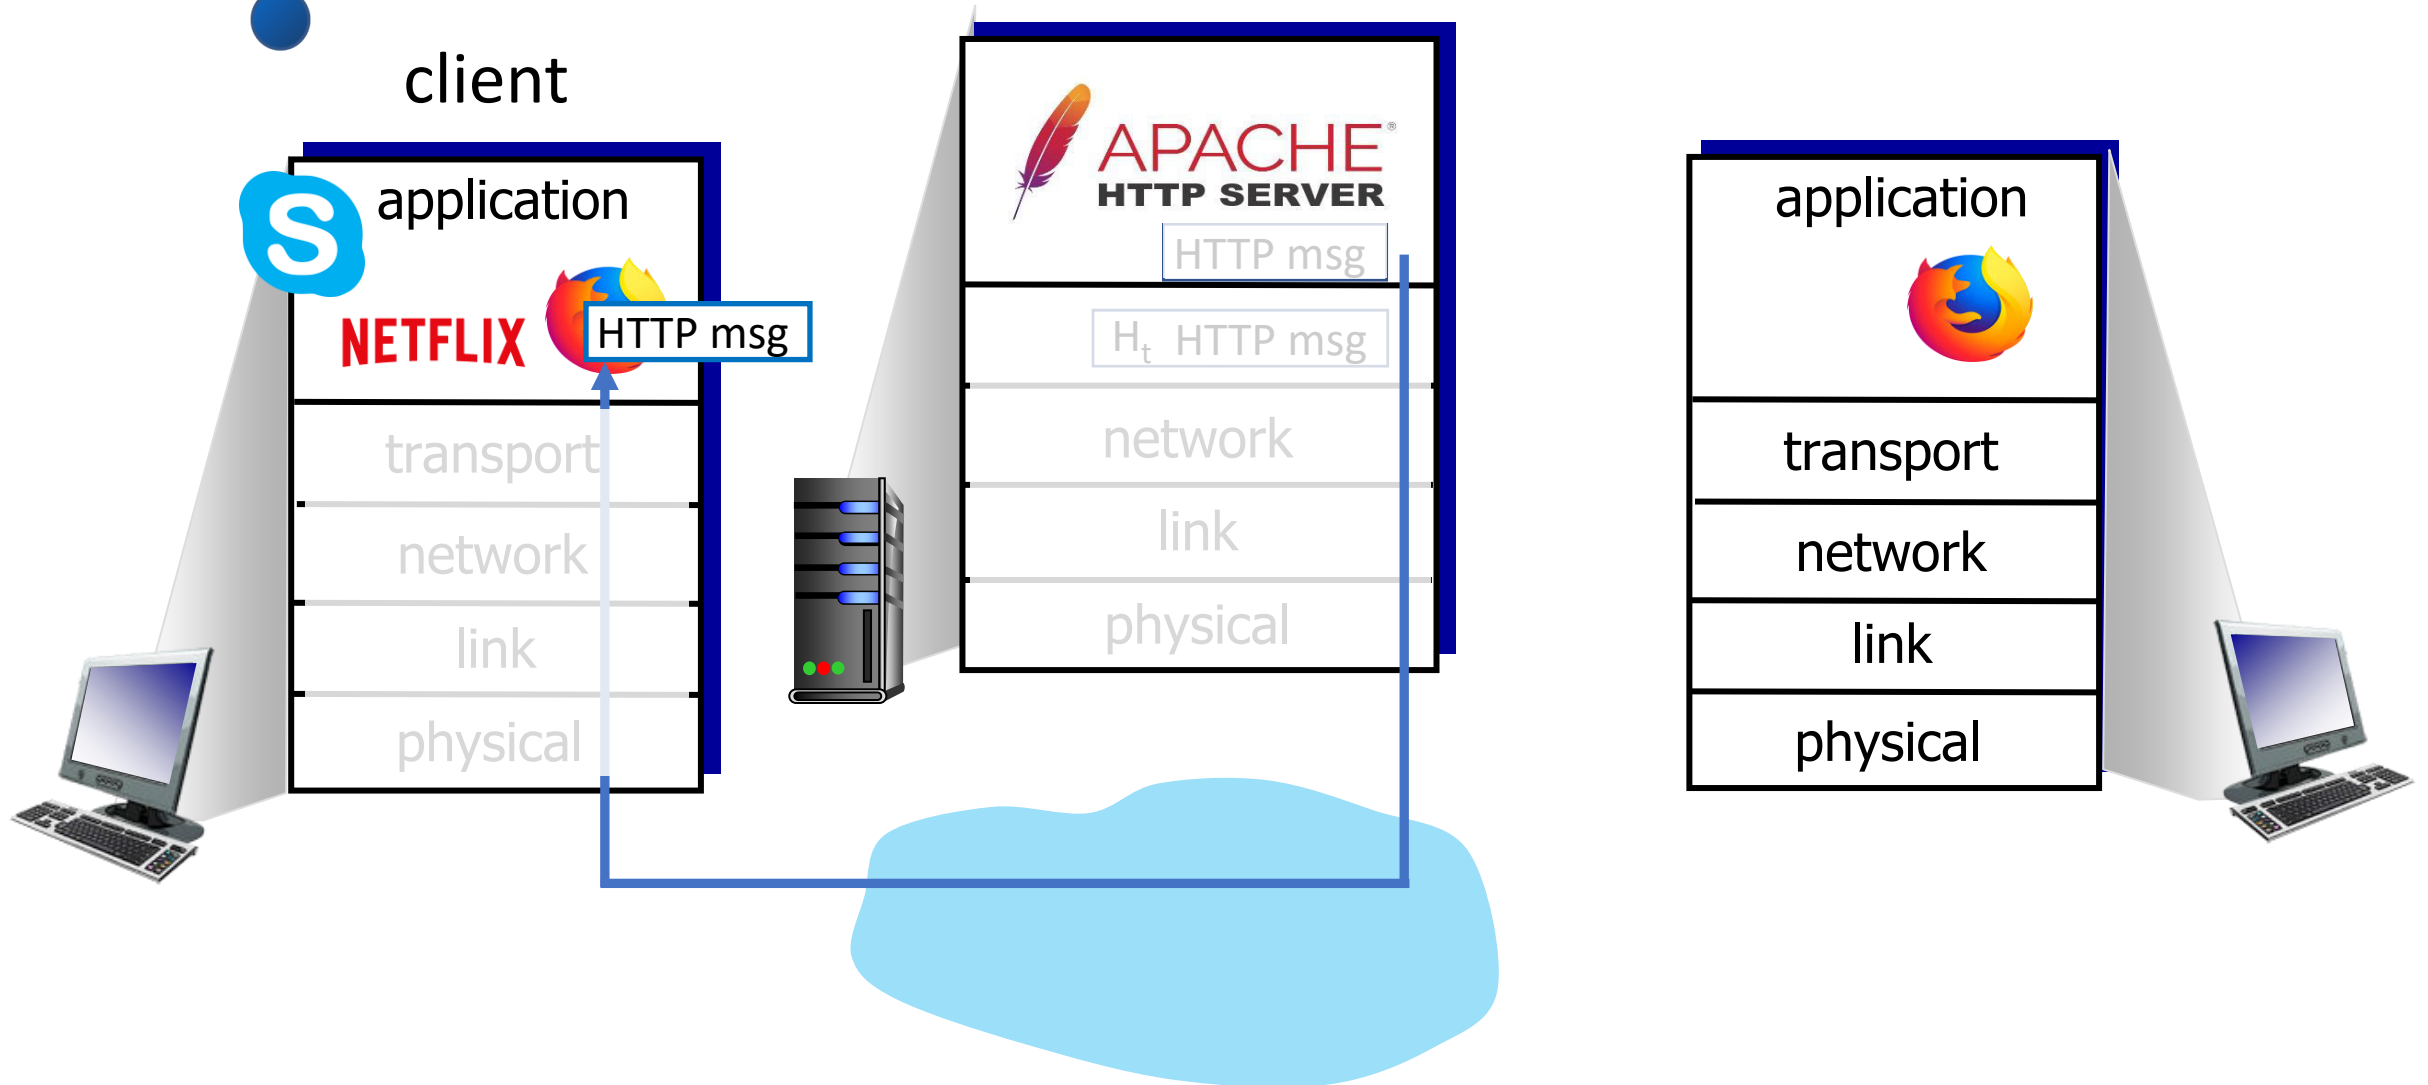 client
application
S
NETFLIX
HTTP msg
transport
network
link
physical
APACHE®
HTTP SERVER
HTTP msg
Ht HTTP msg
network
link
physical
application
transport
network
link
physical